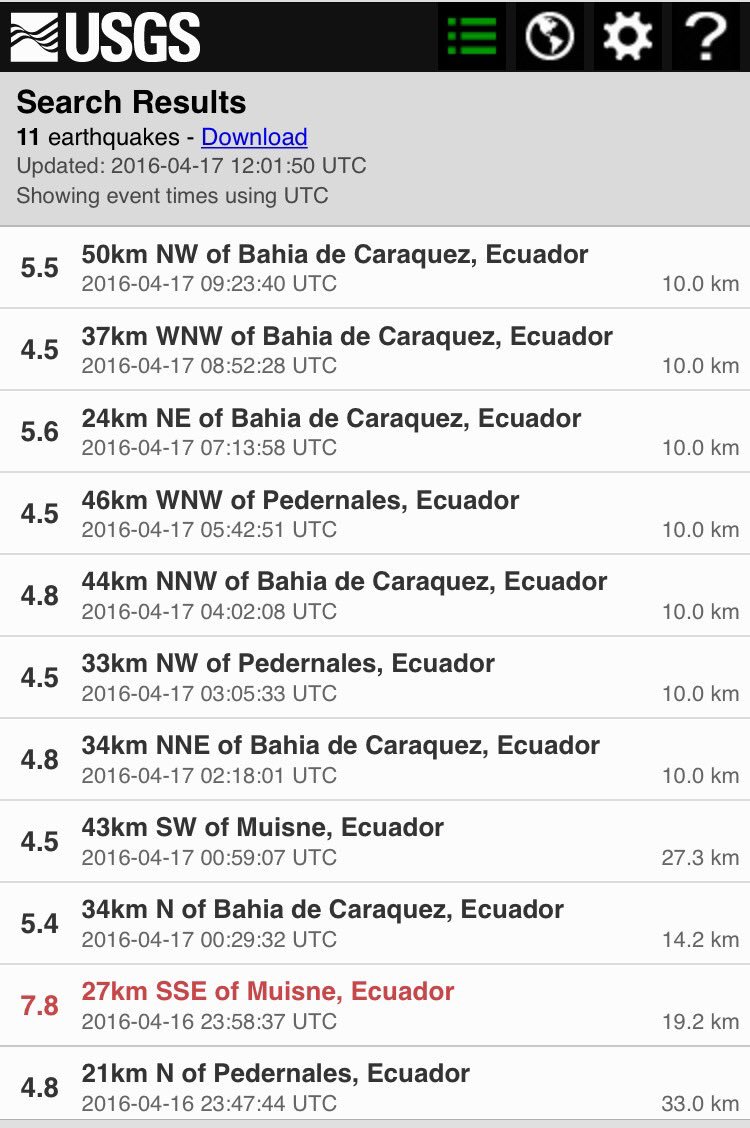 USGS
Search Results
11 earthquakes - Download
Updated: 2016-04-17 12:01:50 UTC
Showing event times using UTC
5.5 50km NW of Bahia de Caraquez, Ecuador
2016-04-17 09:23:40 UTC 10.0 km
4.5 37km WNW of Bahia de Caraquez, Ecuador
2016-04-17 08:52:28 UTC 10.0 km
5.6 24km NE of Bahia de Caraquez, Ecuador
2016-04-17 07:13:58 UTC 10.0 km
4.5 46km WNW of Pedernales, Ecuador
2016-04-17 05:42:51 UTC 10.0 km
4.8 44km NNW of Bahia de Caraquez, Ecuador
2016-04-17 04:02:08 UTC 10.0 km
4.5 33km NW of Pedernales, Ecuador
2016-04-17 03:05:33 UTC 10.0 km
4.8 34km NNE of Bahia de Caraquez, Ecuador
2016-04-17 02:18:01 UTC 10.0 km
4.5 43km SW of Muisne, Ecuador
2016-04-17 00:59:07 UTC 27.3 km
5.4 34km N of Bahia de Caraquez, Ecuador
2016-04-17 00:29:32 UTC 14.2 km
7.8 27km SSE of Muisne, Ecuador
2016-04-16 23:58:37 UTC 19.2 km
4.8 21km N of Pedernales, Ecuador
2016-04-16 23:47:44 UTC 33.0 km